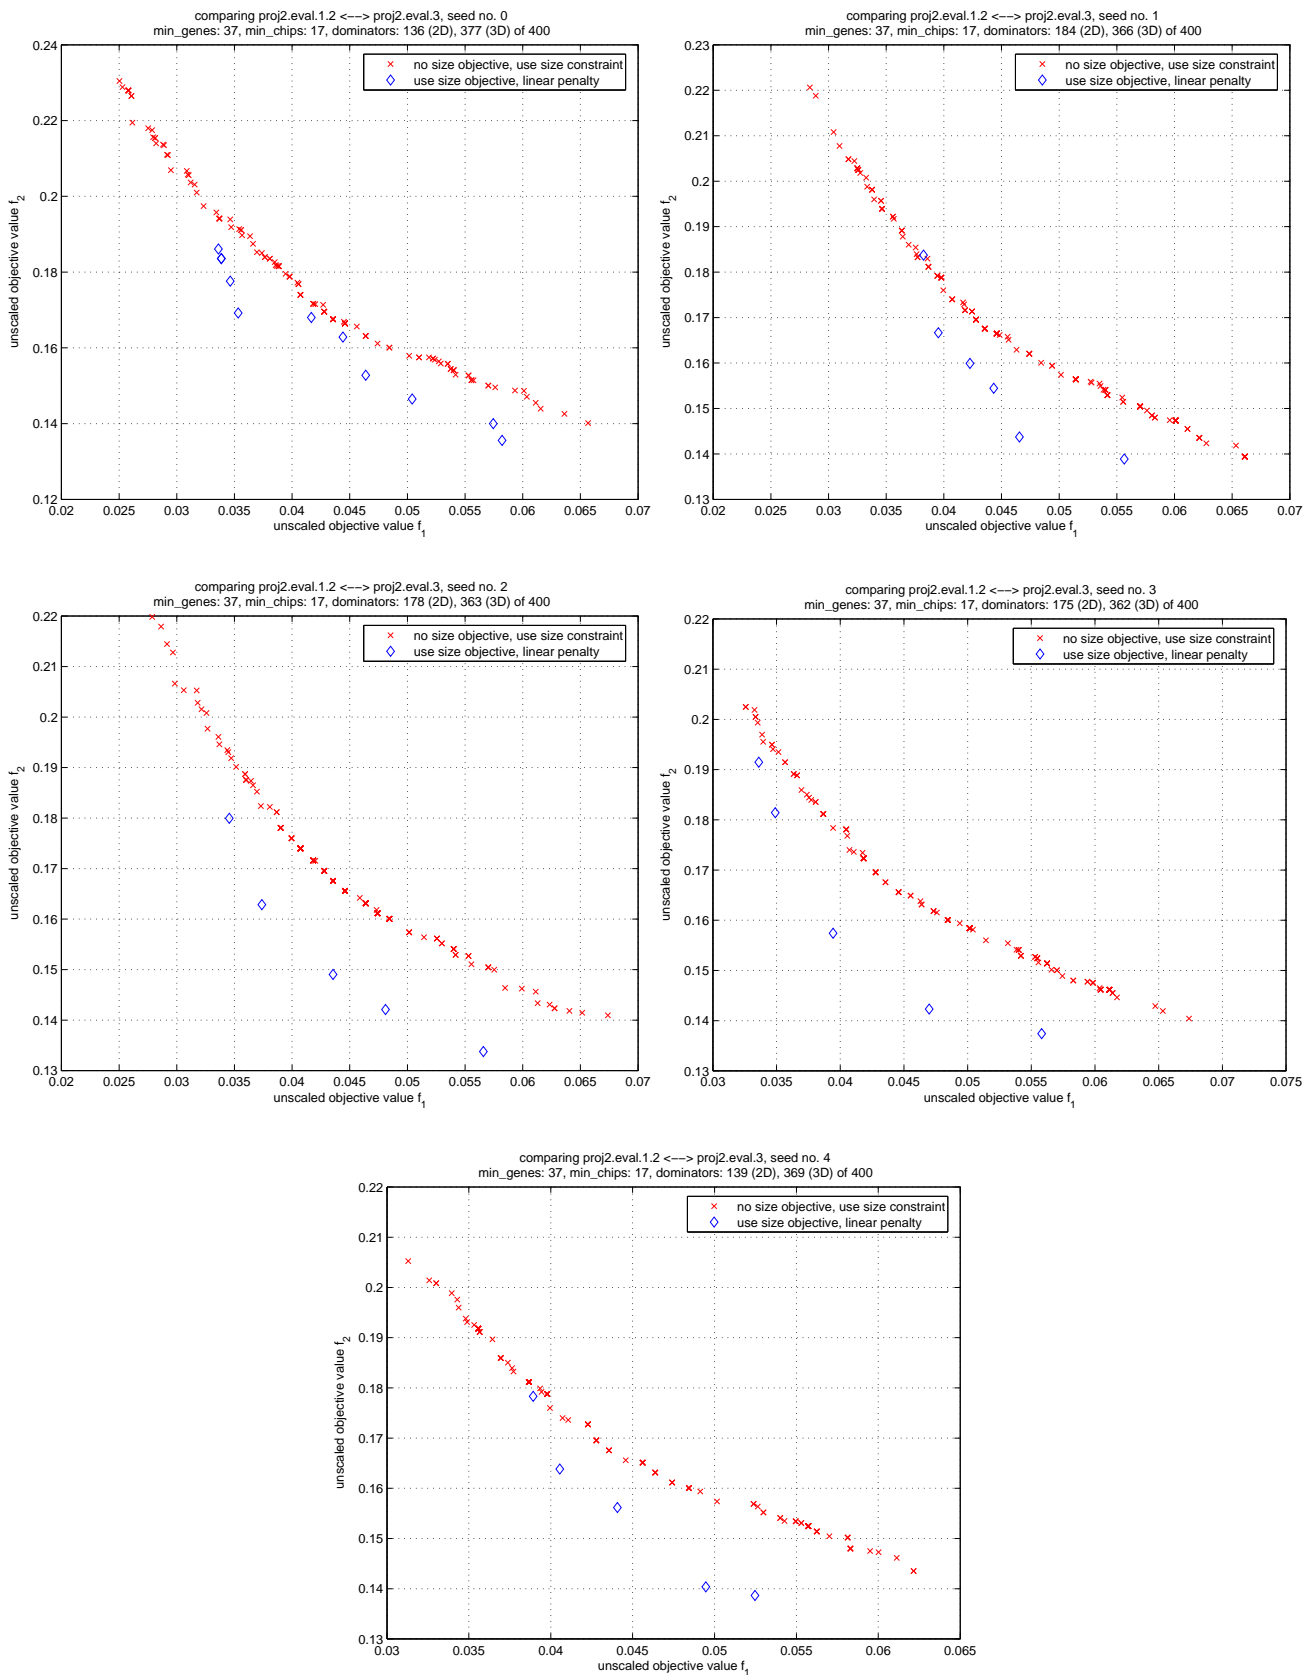 comparing proj2.eval.1.2 <--> proj2.eval.3, seed no. 0
min_genes: 37, min_chips: 17, dominators: 136 (2D), 377 (3D) of 400
no size objective, use size constraint
use size objective, linear penalty
0.24
0.22
0.2
0.18
0.16
0.14
0.12
unscaled objective value f_2
0.02 0.025 0.03 0.035 0.04 0.045 0.05 0.055 0.06 0.065 0.07
unscaled objective value f_1
comparing proj2.eval.1.2 <--> proj2.eval.3, seed no. 1
min_genes: 37, min_chips: 17, dominators: 184 (2D), 366 (3D) of 400
no size objective, use size constraint
use size objective, linear penalty
0.23
0.22
0.21
0.2
0.19
0.18
0.17
0.16
0.15
0.14
0.13
unscaled objective value f_2
0.02 0.025 0.03 0.035 0.04 0.045 0.05 0.055 0.06 0.065 0.07
unscaled objective value f_1
comparing proj2.eval.1.2 <--> proj2.eval.3, seed no. 2
min_genes: 37, min_chips: 17, dominators: 178 (2D), 363 (3D) of 400
no size objective, use size constraint
use size objective, linear penalty
0.22
0.21
0.2
0.19
0.18
0.17
0.16
0.15
0.14
0.13
unscaled objective value f_2
0.02 0.025 0.03 0.035 0.04 0.045 0.05 0.055 0.06 0.065 0.07
unscaled objective value f_1
comparing proj2.eval.1.2 <--> proj2.eval.3, seed no. 3
min_genes: 37, min_chips: 17, dominators: 175 (2D), 362 (3D) of 400
no size objective, use size constraint
use size objective, linear penalty
0.22
0.21
0.2
0.19
0.18
0.17
0.16
0.15
0.14
0.13
unscaled objective value f_2
0.03 0.035 0.04 0.045 0.05 0.055 0.06 0.065 0.07 0.075
unscaled objective value f_1
comparing proj2.eval.1.2 <--> proj2.eval.3, seed no. 4
min_genes: 37, min_chips: 17, dominators: 139 (2D), 369 (3D) of 400
no size objective, use size constraint
use size objective, linear penalty
0.22
0.21
0.2
0.19
0.18
0.17
0.16
0.15
0.14
0.13
unscaled objective value f_2
0.03 0.035 0.04 0.045 0.05 0.055 0.06 0.065
unscaled objective value f_1